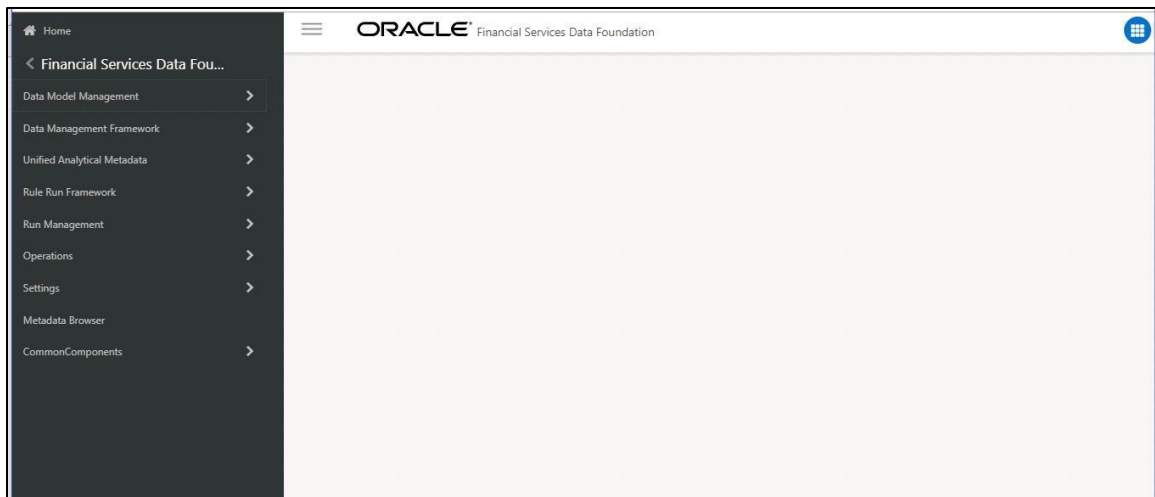 Home
ORACLE® Financial Services Data Foundation
Financial Services Data Fou...
Data Model Management
Data Management Framework
Unified Analytical Metadata
Rule Run Framework
Run Management
Operations
Settings
Metadata Browser
CommonComponents